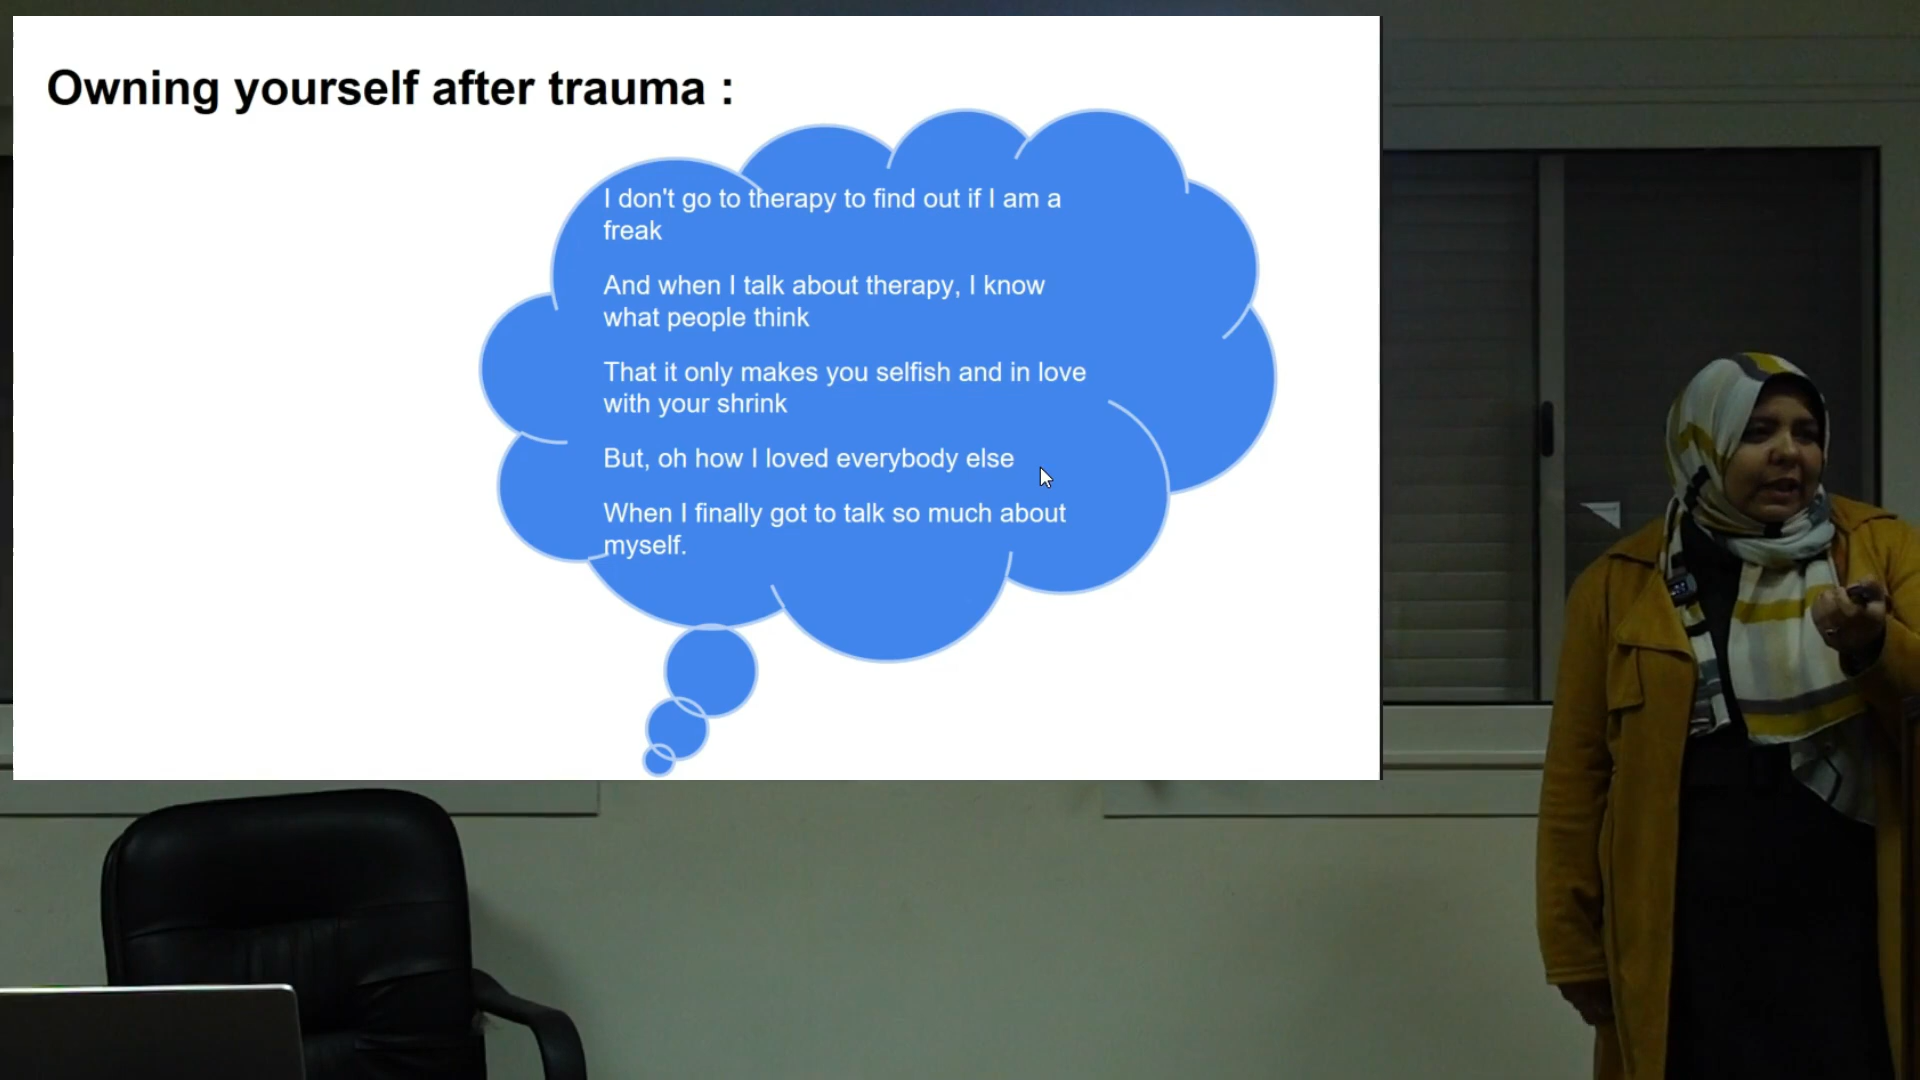 Owning yourself after trauma :
I don't go to therapy to find out if I am a
freak
And when I talk about therapy, I know
what people think
That it only makes you selfish and in love
with your shrink
But, oh how I loved everybody else
When I finally got to talk so much about
myself.